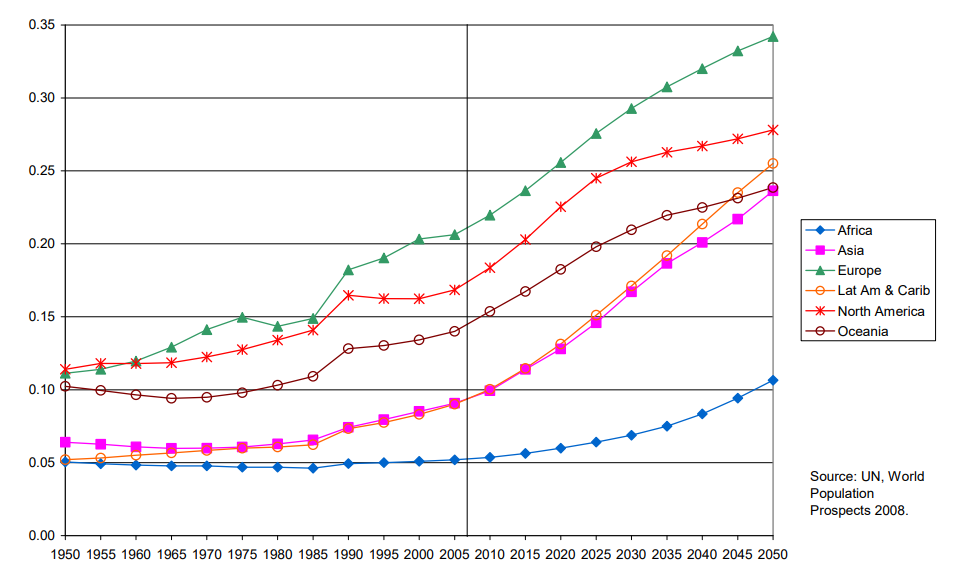 0.35
0.30
0.25
0.20
0.15
0.10
0.05
0.00
1950 1955 1960 1965 1970 1975 1980 1985 1990 1995 2000 2005 2010 2015 2020 2025 2030 2035 2040 2045 2050
Africa
Asia
Europe
Lat Am & Carib
North America
Oceania
Source: UN, World
Population
Prospects 2008.